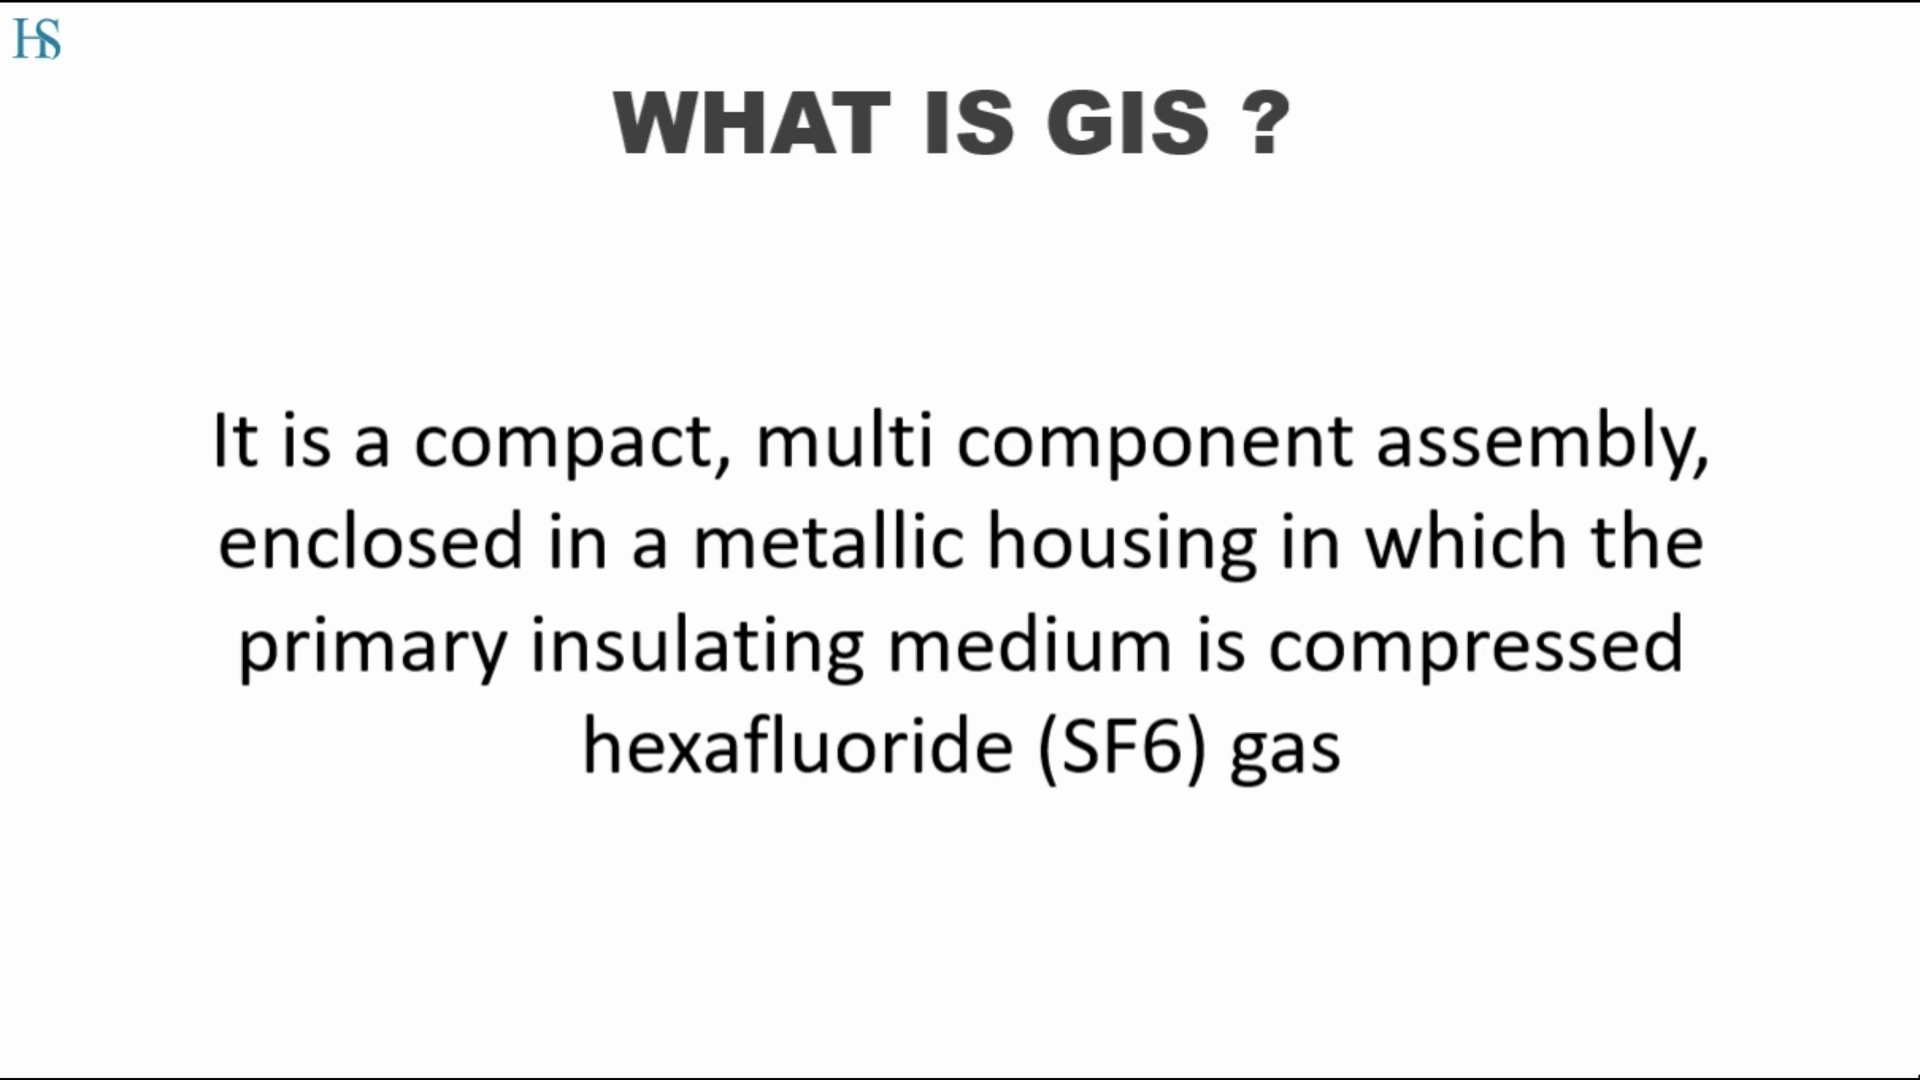 HS
WHAT IS GIS ?
It is a compact, multi component assembly,
enclosed in a metallic housing in which the
primary insulating medium is compressed
hexafluoride (SF6) gas